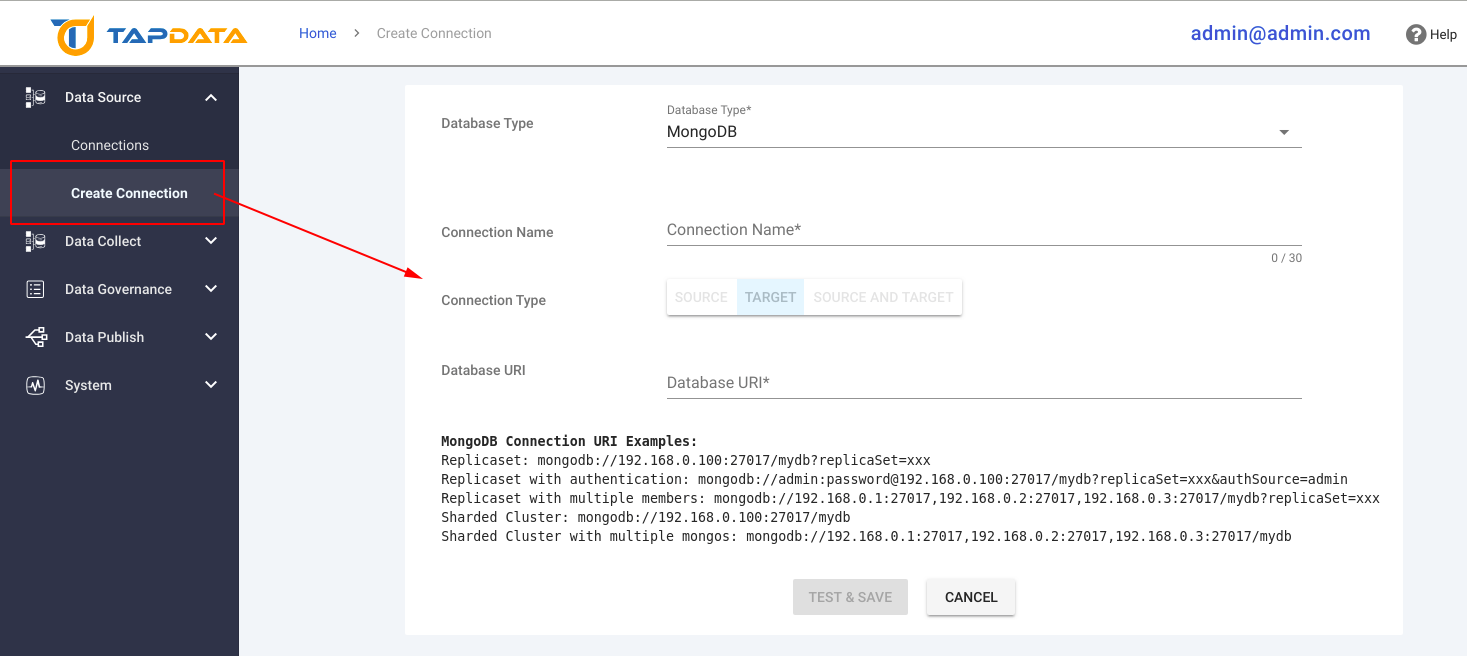 TAPDATA
Home > Create Connection
admin@admin.com
? Help
Data Source
Connections
Create Connection
Data Collect
Data Governance
Data Publish
System
Database Type
Database Type*
MongoDB
Connection Name
Connection Name*
0 / 30
Connection Type
SOURCE TARGET SOURCE AND TARGET
Database URI
Database URI*
MongoDB Connection URI Examples:
Replicaset: mongodb://192.168.0.100:27017/mydb?replicaSet=xxx
Replicaset with authentication: mongodb://admin:password@192.168.0.100:27017/mydb?replicaSet=xxx&authSource=admin
Replicaset with multiple members: mongodb://192.168.0.1:27017,192.168.0.2:27017,192.168.0.3:27017/mydb?replicaSet=xxx
Sharded Cluster: mongodb://192.168.0.100:27017/mydb
Sharded Cluster with multiple mongos: mongodb://192.168.0.1:27017,192.168.0.2:27017,192.168.0.3:27017/mydb
TEST & SAVE CANCEL